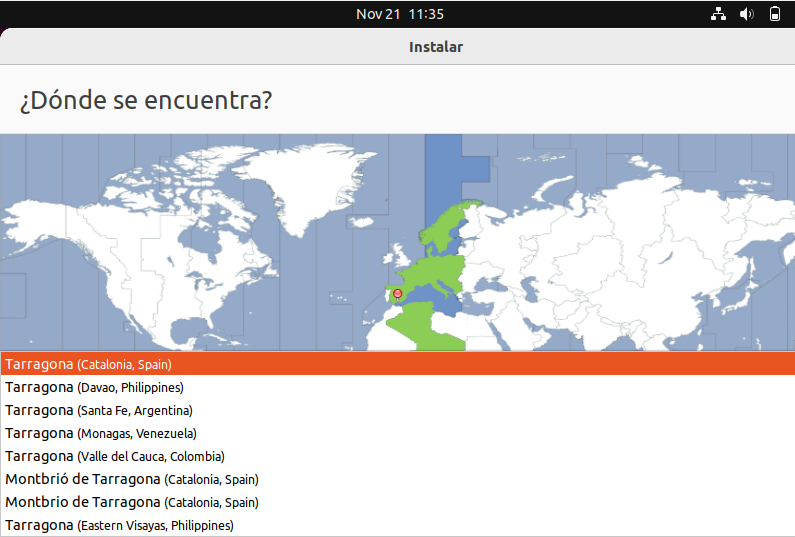 Nov 21 11:35
Instalar
¿Dónde se encuentra?
Tarragona (Catalonia, Spain)
Tarragona (Davao, Philippines)
Tarragona (Santa Fe, Argentina)
Tarragona (Monagas, Venezuela)
Tarragona (Valle del Cauca, Colombia)
Montbrió de Tarragona (Catalonia, Spain)
Montbrio de Tarragona (Catalonia, Spain)
Tarragona (Eastern Visayas, Philippines)